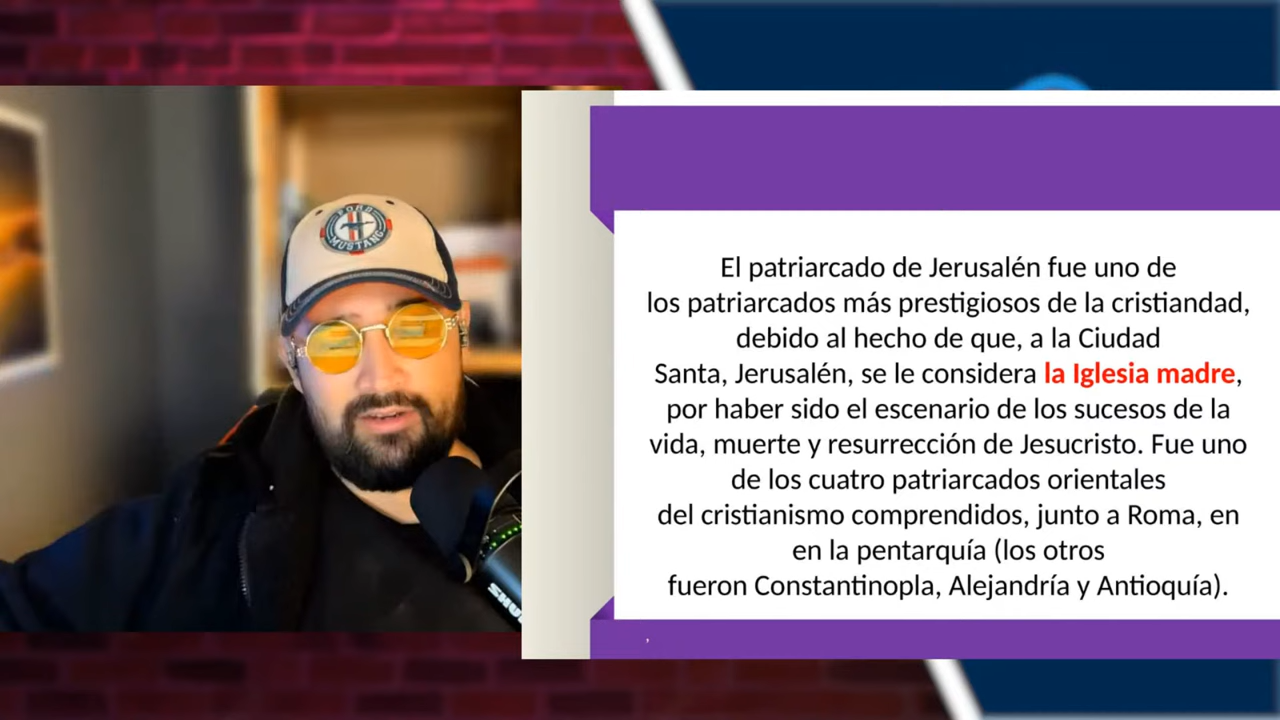 FORD
MUSTANG
El patriarcado de Jerusalén fue uno de
los patriarcados más prestigiosos de la cristiandad,
debido al hecho de que, a la Ciudad
Santa, Jerusalén, se le considera la Iglesia madre,
por haber sido el escenario de los sucesos de la
vida, muerte y resurrección de Jesucristo. Fue uno
de los cuatro patriarcados orientales
del cristianismo comprendidos, junto a Roma, en
en la pentarquía (los otros
fueron Constantinopla, Alejandría y Antioquía).
,